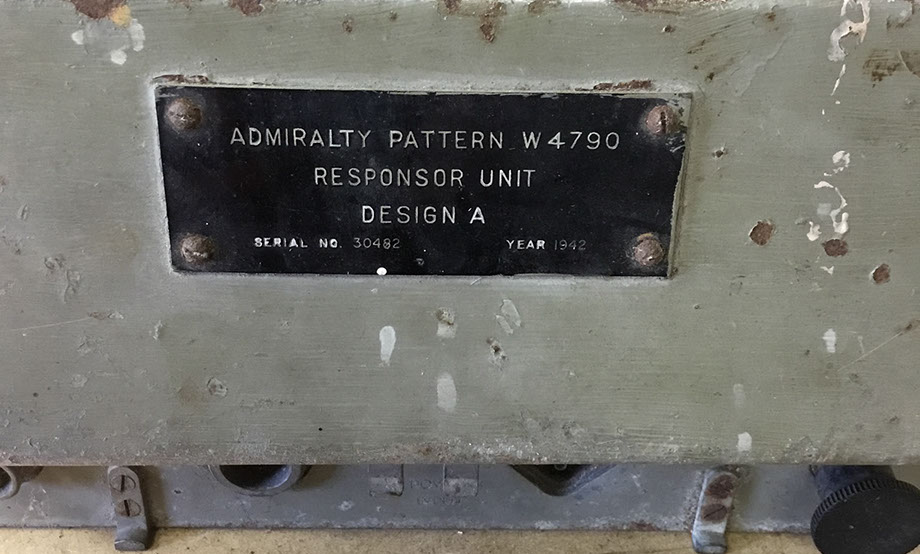 ADMIRALTY PATTERN W4790
RESPONSOR UNIT
DESIGN A
SERIAL NO. 30482 YEAR 1942